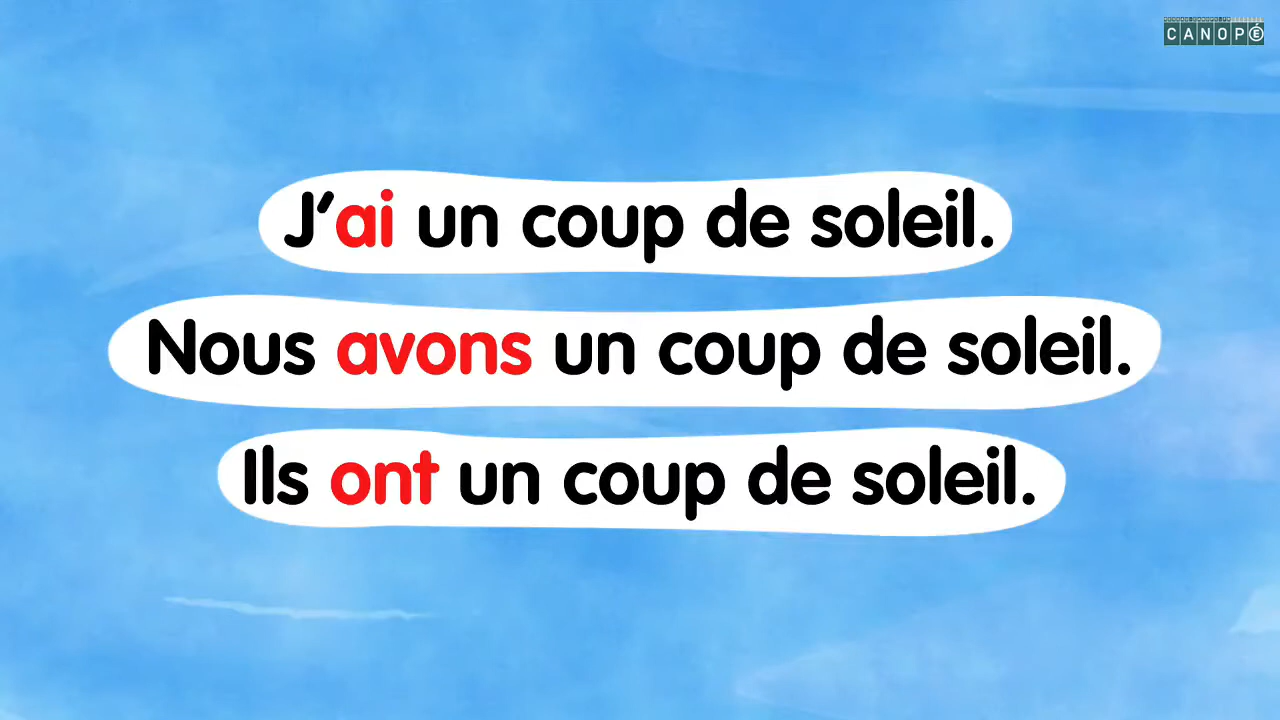 CANOPÉ
J’ai un coup de soleil.
Nous avons un coup de soleil.
Ils ont un coup de soleil.